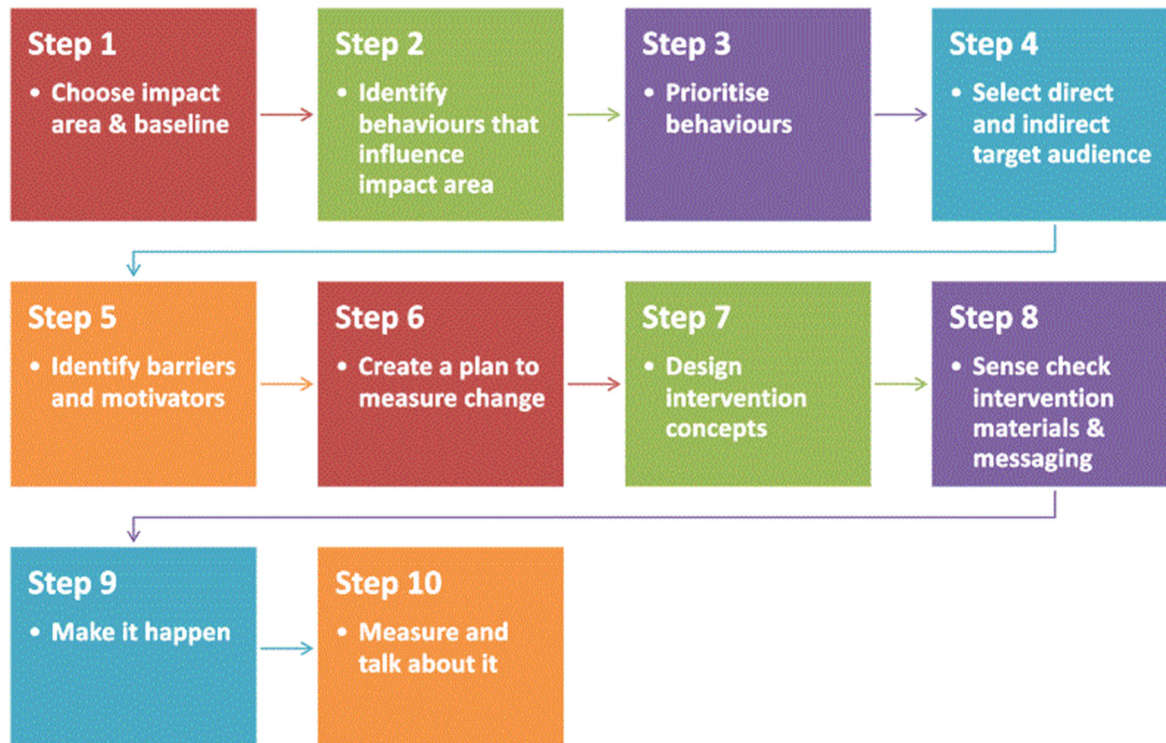 Step 1
• Choose impact
area & baseline
Step 2
• Identify
behaviours that
influence
impact area
Step 3
• Prioritise
behaviours
Step 4
• Select direct
and indirect
target audience
Step 5
• Identify barriers
and motivators
Step 6
• Create a plan to
measure change
Step 7
• Design
intervention
concepts
Step 8
• Sense check
intervention
materials &
messaging
Step 9
• Make it happen
Step 10
• Measure and
talk about it